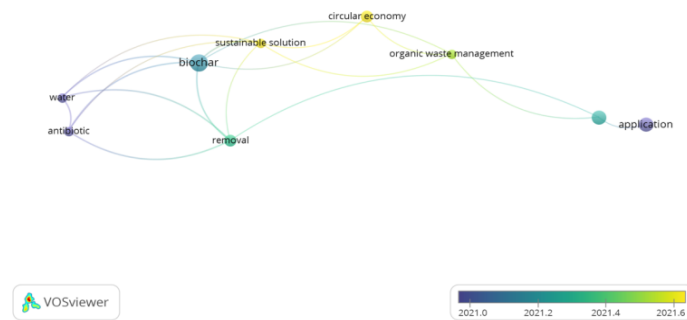 circular economy
sustainable solution
organic waste management
biochar
water
application
antibiotic
removal
VOSviewer
2021.0 2021.2 2021.4 2021.6